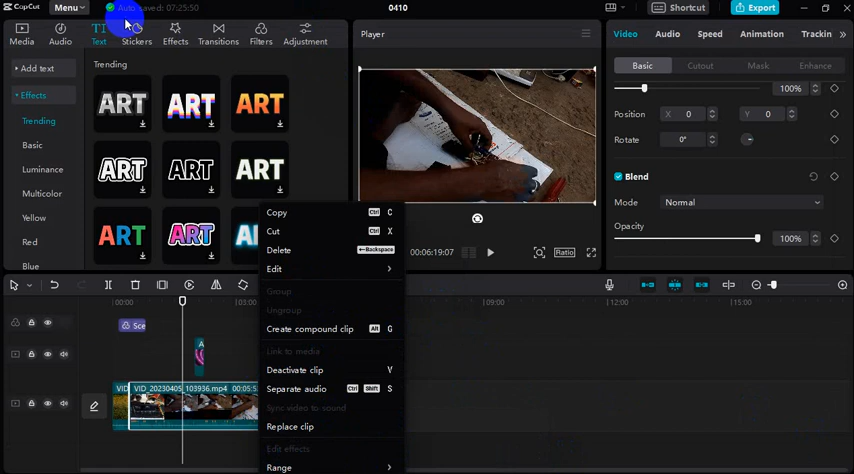 CapCut
Menu
Auto saved: 07:25:50
0410
Shortcut
Export
Media
Audio
Text
Stickers
Effects
Transitions
Filters
Adjustment
Add text
Effects
Trending
Basic
Luminance
Multicolor
Yellow
Red
Blue
Trending
ART ART ART
ART ART ART
ART ART ART
Player
00:06:19:07
Ratio
Video
Audio
Speed
Animation
Trackin
Basic
Cutout
Mask
Enhance
100%
Position X 0 Y 0
Rotate 0°
Blend
Mode Normal
Opacity
100%
Copy Ctrl C
Cut Ctrl X
Delete Backspace
Edit
Group
Ungroup
Create compound clip Alt G
Link to media
Deactivate clip V
Separate audio Ctrl Shift S
Sync video to sound
Replace clip
Edit effects
Range
00:00
03:00
09:00
12:00
15:00
Sce
A
VID VID_20230405_103936.mp4 00:05:5